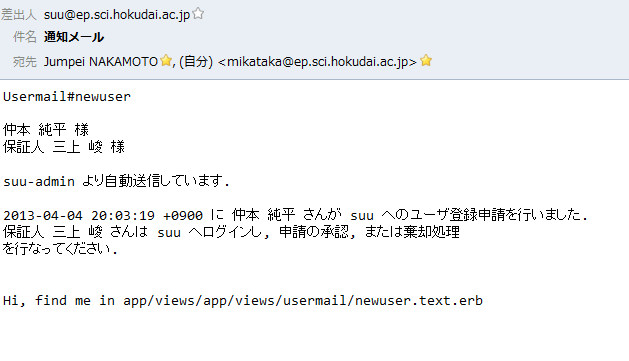 差出人 suu@ep.sci.hokudai.ac.jp
件名 通知メール
宛先 Jumpei NAKAMOTO, (自分) <mikataka@ep.sci.hokudai.ac.jp>
Usermail#newuser
仲本 純平 様
保証人 三上 峻 様
suu-admin より自動送信しています.
2013-04-04 20:03:19 +0900 に 仲本 純平 さんが suu へのユーザ登録申請を行いました.
保証人 三上 峻 さんは suu へログインし, 申請の承認, または棄却処理
を行なってください.
Hi, find me in app/views/app/views/usermail/newuser.text.erb